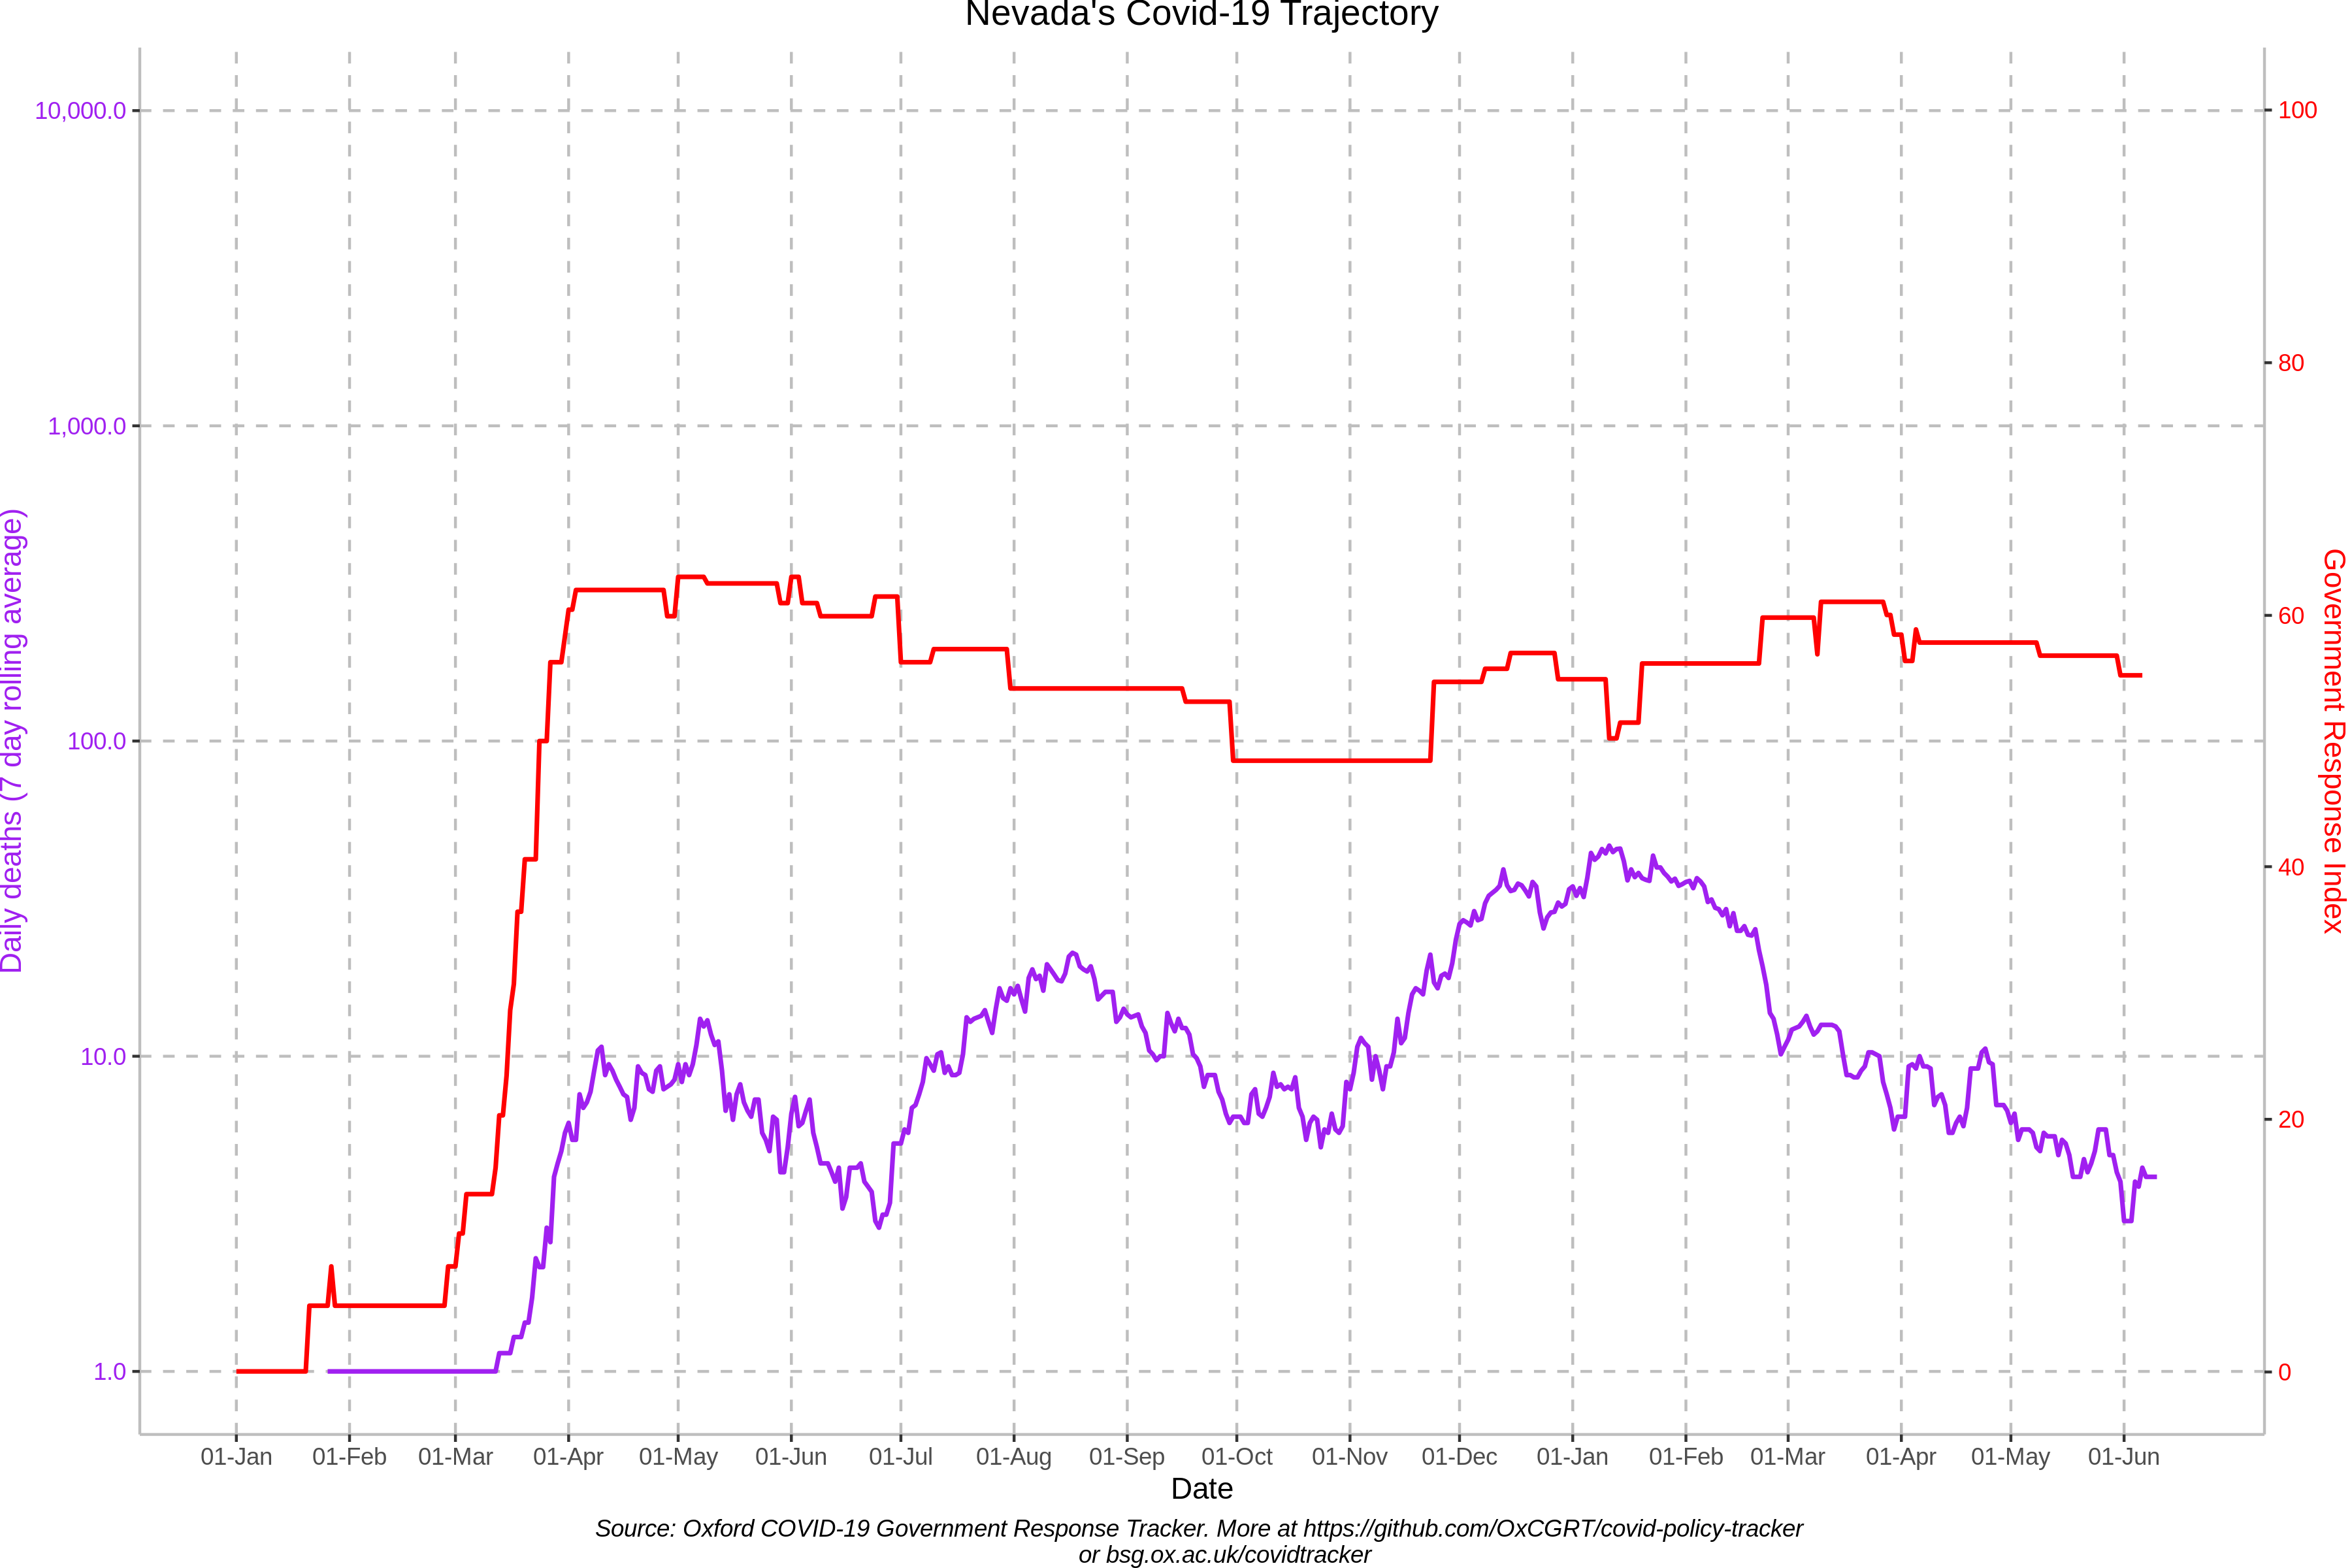 Nevada's Covid-19 Trajectory
10,000.0
1,000.0
100.0
10.0
1.0
Daily deaths (7 day rolling average)
100
80
60
40
20
0
Government Response Index
01-Jan 01-Feb 01-Mar 01-Apr 01-May 01-Jun 01-Jul 01-Aug 01-Sep 01-Oct 01-Nov 01-Dec 01-Jan 01-Feb 01-Mar 01-Apr 01-May 01-Jun
Date
Source: Oxford COVID-19 Government Response Tracker. More at https://github.com/OxCGRT/covid-policy-tracker
or bsg.ox.ac.uk/covidtracker